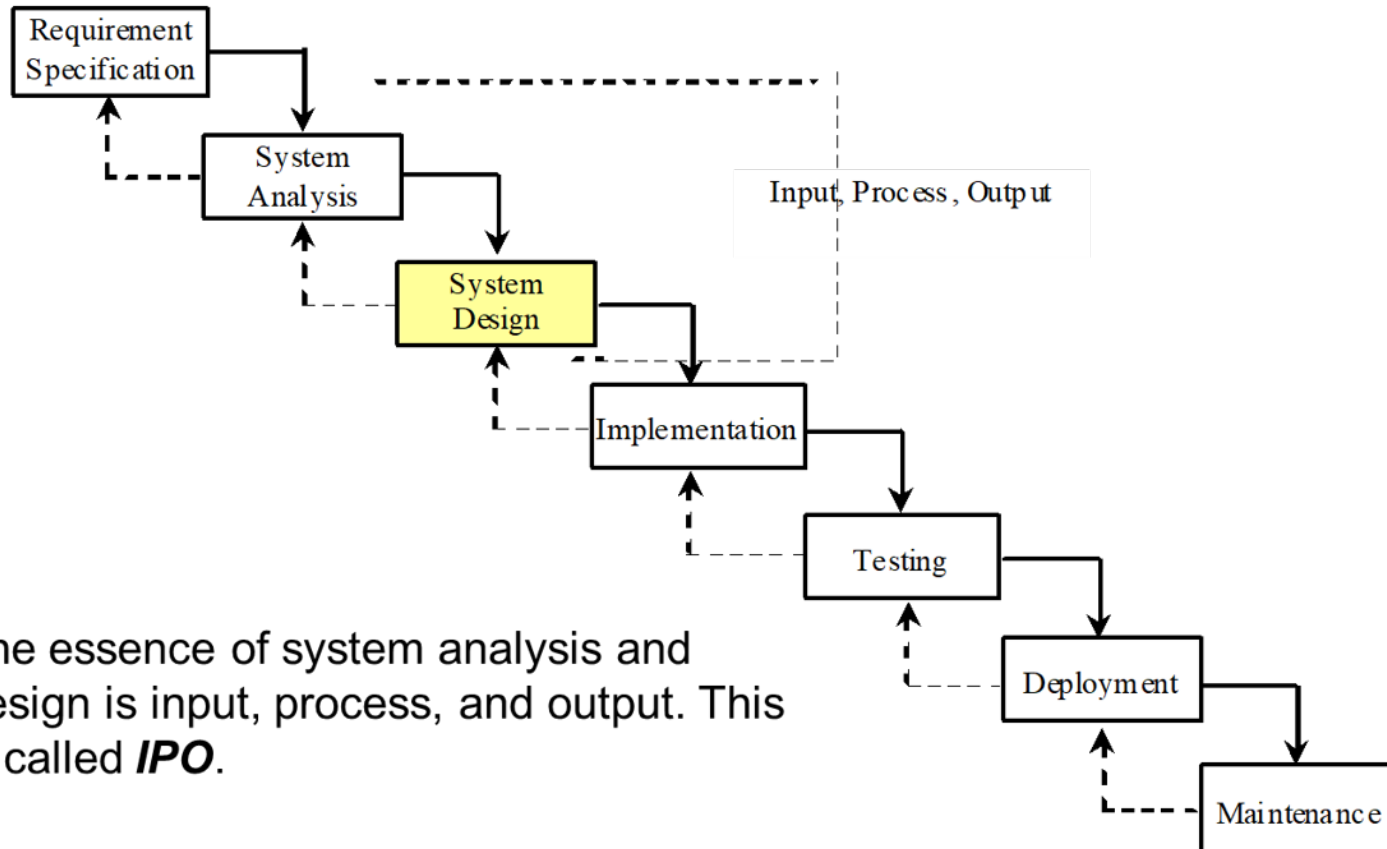 Requirement
Specification
System
Analysis
Input, Process, Output
System
Design
Implementation
Testing
he essence of system analysis and
esign is input, process, and output. This
called IPO.
Deployment
Maintenance